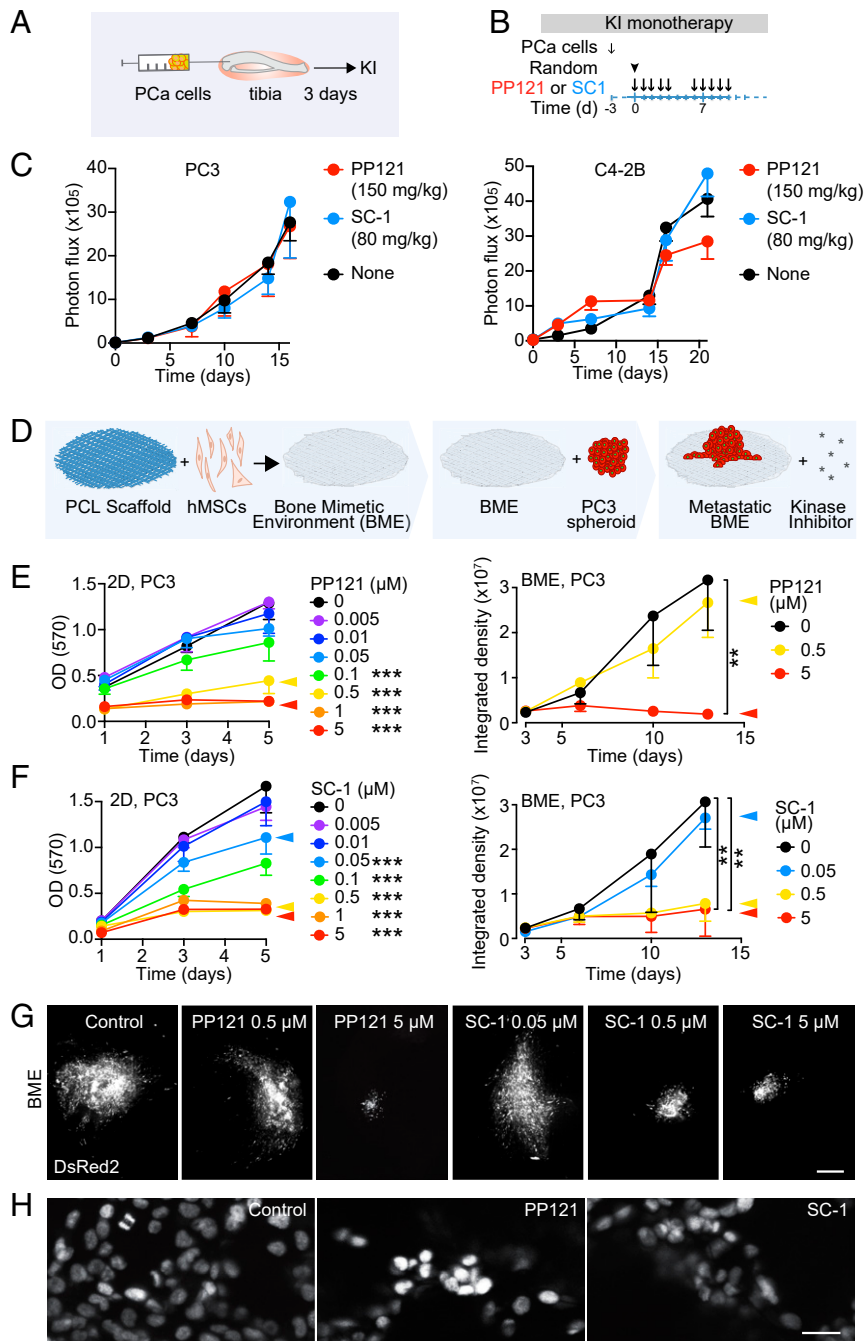 A
PCa cells
tibia
3 days
KI
B
KI monotherapy
PCa cells
Random
PP121 or SC1
Time (d)
-3 0 7
C
PC3
Photon flux (x10₅)
40
30
20
10
0
0 5 10 15
Time (days)
PP121
(150 mg/kg)
SC-1
(80 mg/kg)
None
C4-2B
Photon flux (x10₅)
50
40
30
20
10
0
0 5 10 15 20
Time (days)
PP121
(150 mg/kg)
SC-1
(80 mg/kg)
None
D
PCL Scaffold
+
hMSCs
Bone Mimetic
Environment (BME)
BME
+
PC3
spheroid
Metastatic
BME
+
Kinase
Inhibitor
E
2D, PC3
OD (570)
1.5
1.0
0.5
0.0
1 2 3 4 5
Time (days)
PP121 (µM)
0
0.005
0.01
0.05
0.1 ***
0.5 ***
1 ***
5 ***
BME, PC3
Integrated density (x10⁷)
3
2
1
0
3 5 10 15
Time (days)
**
PP121
(µM)
0
0.5
5
F
2D, PC3
OD (570)
1.5
1.0
0.5
0.0
1 2 3 4 5
Time (days)
SC-1 (µM)
0
0.005
0.01
0.05 ***
0.1 ***
0.5 ***
1 ***
5 ***
BME, PC3
Integrated density (x10⁷)
3
2
1
0
3 5 10 15
Time (days)
**
**
SC-1
(µM)
0
0.05
0.5
5
G
BME
Control
PP121 0.5 µM
PP121 5 µM
SC-1 0.05 µM
SC-1 0.5 µM
SC-1 5 µM
DsRed2
H
Control
PP121
SC-1